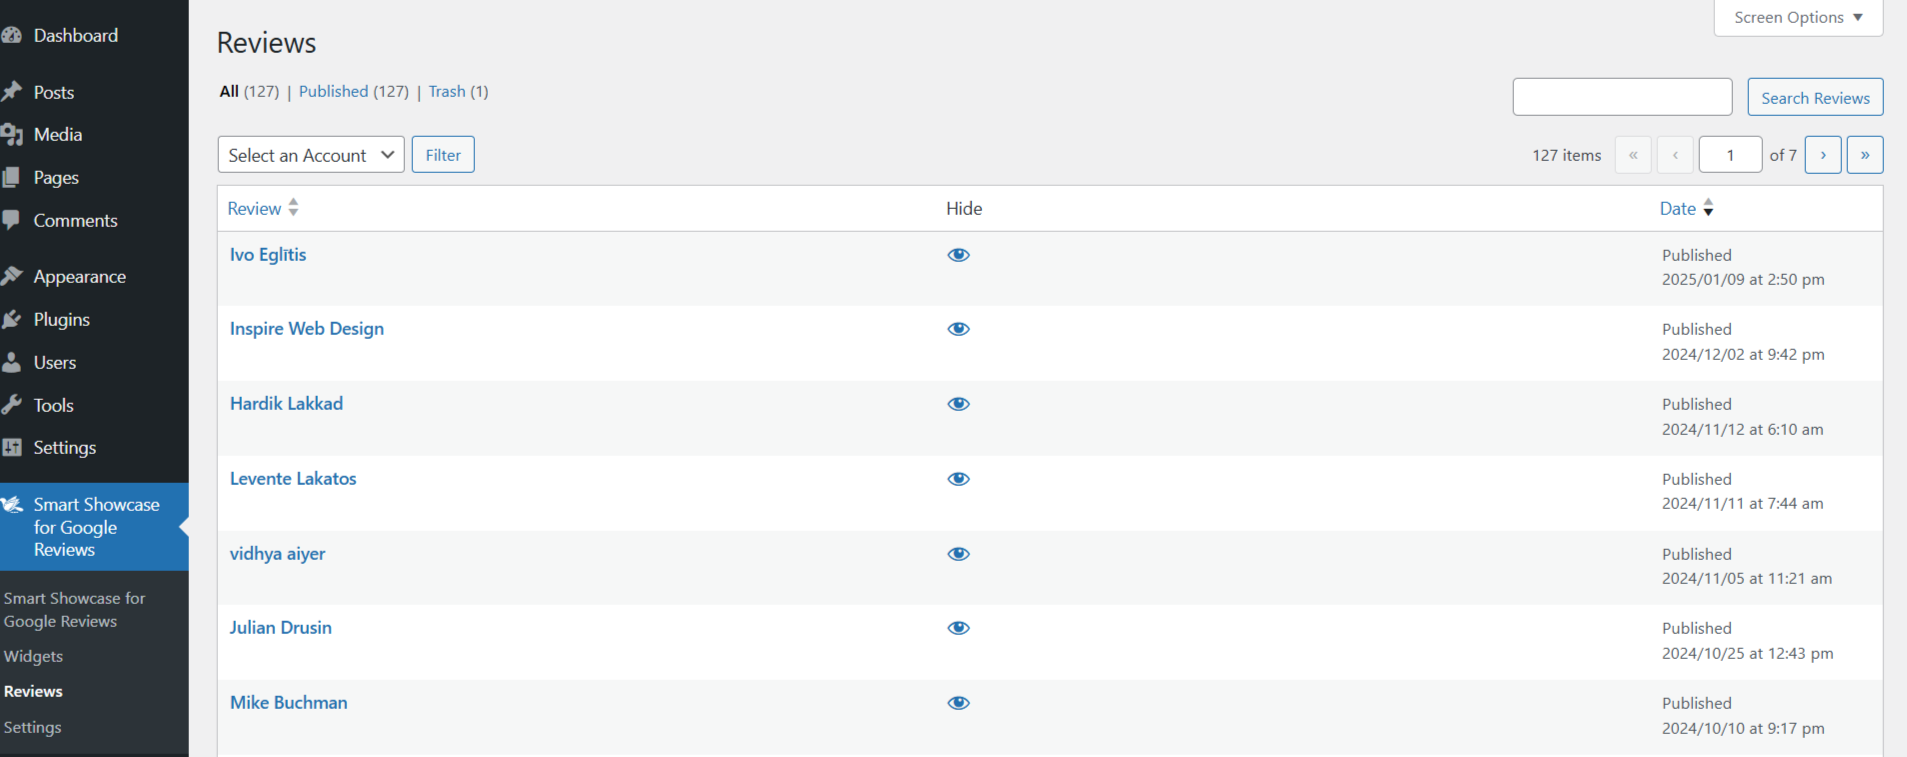 Dashboard
Posts
Media
Pages
Comments
Appearance
Plugins
Users
Tools
Settings
Smart Showcase
for Google
Reviews
Smart Showcase for
Google Reviews
Widgets
Reviews
Settings
Screen Options
Reviews
All (127) | Published (127) | Trash (1)
Search Reviews
Select an Account
Filter
127 items « ‹ 1 of 7 › »
Review
Hide
Date
Ivo Eglītis
Published
2025/01/09 at 2:50 pm
Inspire Web Design
Published
2024/12/02 at 9:42 pm
Hardik Lakkad
Published
2024/11/12 at 6:10 am
Levente Lakatos
Published
2024/11/11 at 7:44 am
vidhya aiyer
Published
2024/11/05 at 11:21 am
Julian Drusin
Published
2024/10/25 at 12:43 pm
Mike Buchman
Published
2024/10/10 at 9:17 pm